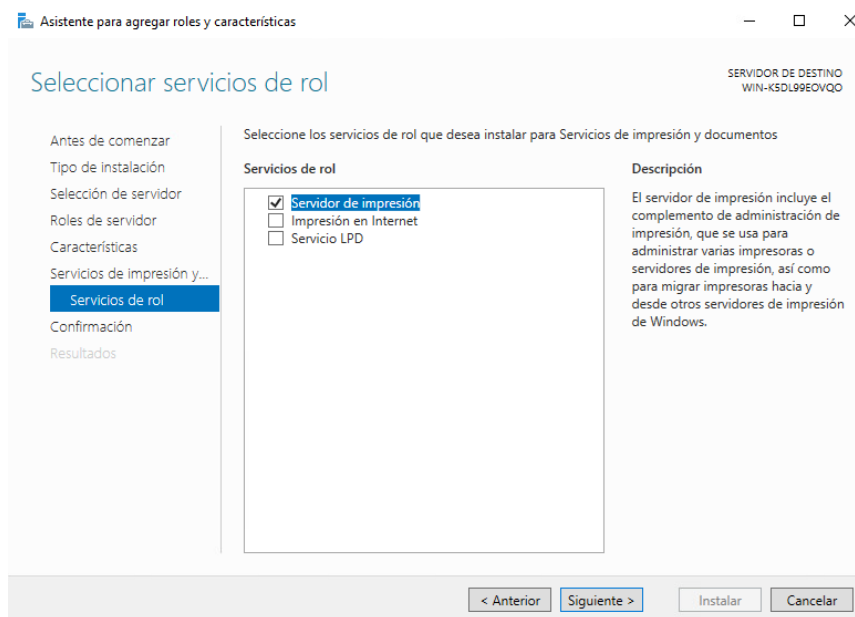 Asistente para agregar roles y características
Seleccionar servicios de rol
SERVIDOR DE DESTINO
WIN-K5DL99EOVQO
Antes de comenzar
Tipo de instalación
Selección de servidor
Roles de servidor
Características
Servicios de impresión y...
Servicios de rol
Confirmación
Resultados
Seleccione los servicios de rol que desea instalar para Servicios de impresión y documentos
Servicios de rol
Servidor de impresión
Impresión en Internet
Servicio LPD
Descripción
El servidor de impresión incluye el
complemento de administración de
impresión, que se usa para
administrar varias impresoras o
servidores de impresión, así como
para migrar impresoras hacia y
desde otros servidores de impresión
de Windows.
< Anterior
Siguiente >
Instalar
Cancelar